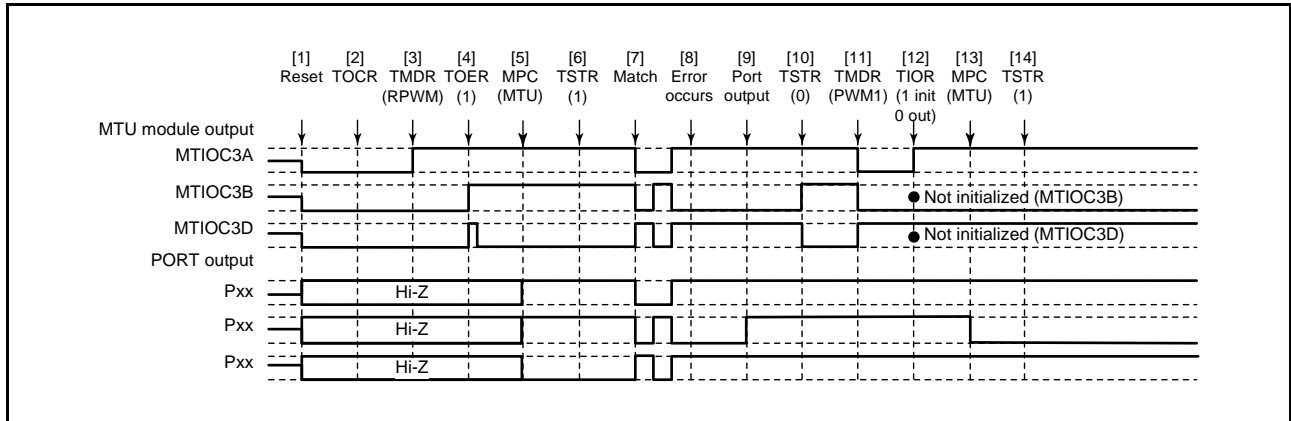 [1] [2] [3] [4] [5] [6] [7] [8] [9] [10] [11] [12] [13] [14]
Reset TOCR TMDR TOER MPC TSTR Match Error Port TSTR TMDR TIOR MPC TSTR
(RPWM) (1) (MTU) (1) occurs output (0) (PWM1) (1 init (MTU) (1)
0 out)
MTU module output
MTIOC3A
MTIOC3B
Not initialized (MTIOC3B)
MTIOC3D
Not initialized (MTIOC3D)
PORT output
Pxx Hi-Z
Pxx Hi-Z
Pxx Hi-Z